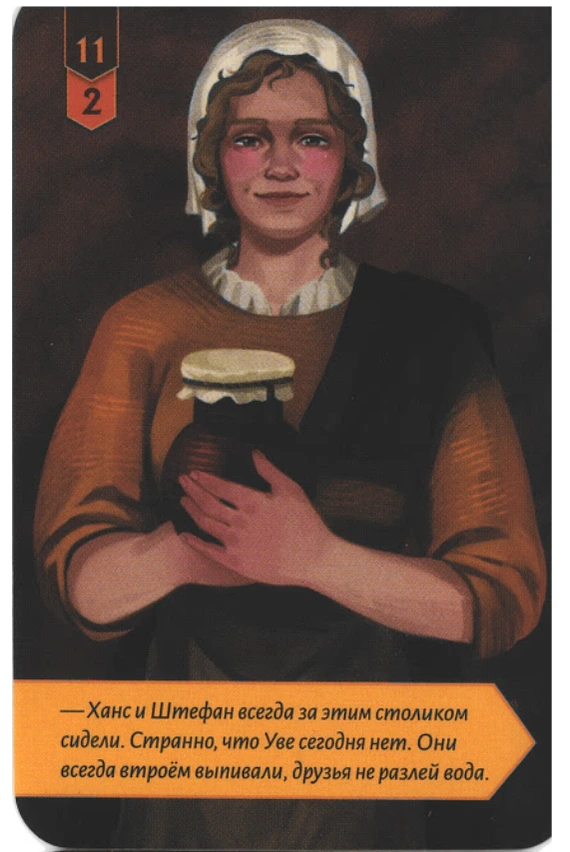 11
2
— Ханс и Штефан всегда за этим столиком
сидели. Странно, что Уве сегодня нет. Они
всегда втроём выпивали, друзья не разлей вода.